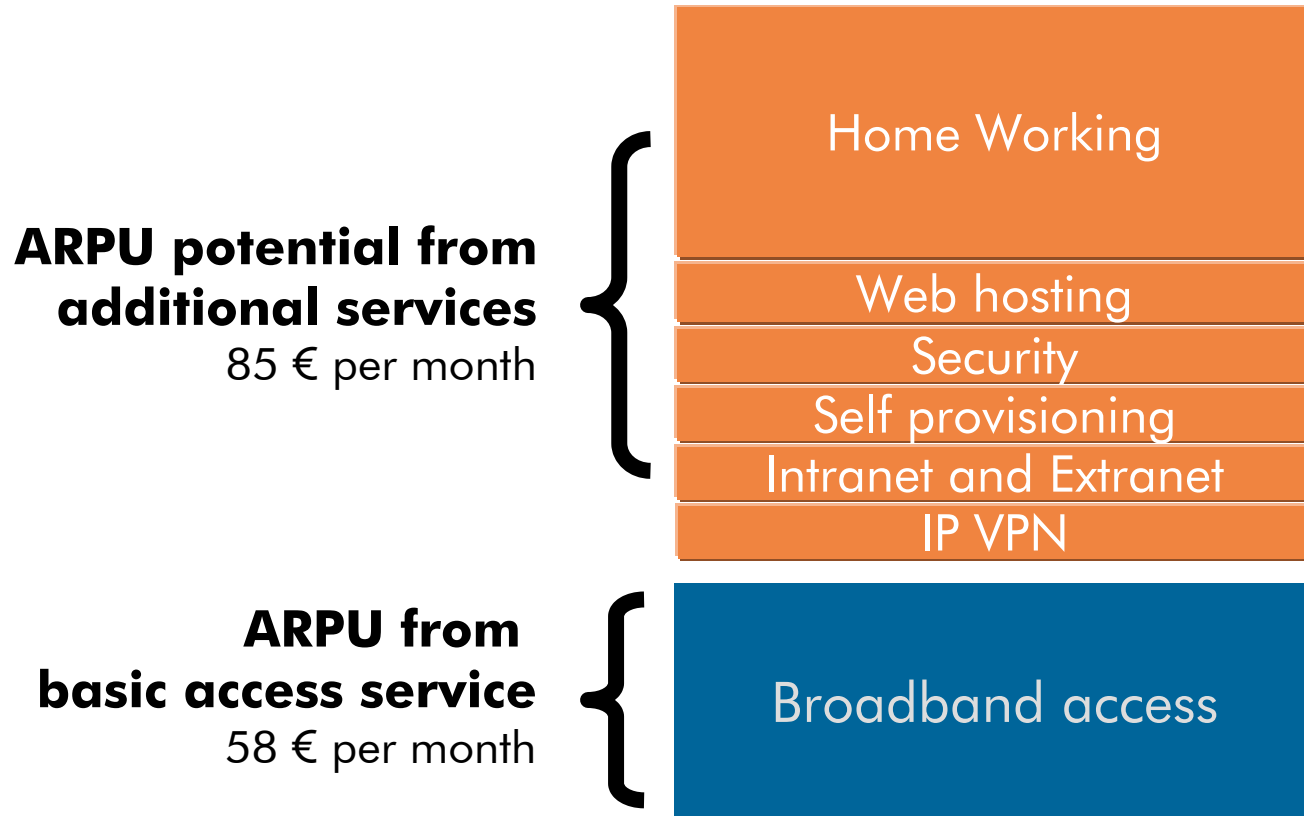 Home Working
ARPU potential from
additional services
85 € per month
Web hosting
Security
Self provisioning
Intranet and Extranet
IP VPN
ARPU from
basic access service
58 € per month
Broadband access